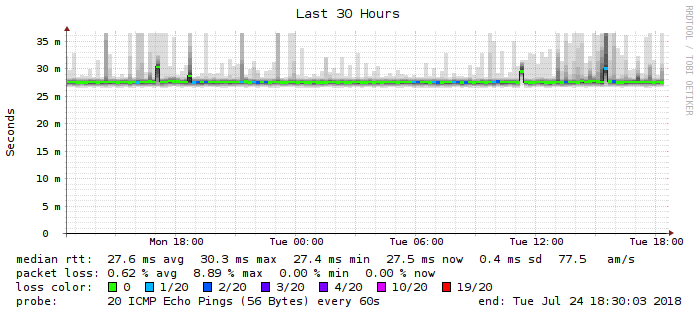 Last 30 Hours
RRDTOOL / TOBI OETIKER
Seconds
35 m
30 m
25 m
20 m
15 m
10 m
5 m
0
Mon 18:00 Tue 00:00 Tue 06:00 Tue 12:00 Tue 18:00
median rtt: 27.6 ms avg 30.3 ms max 27.4 ms min 27.5 ms now 0.4 ms sd 77.5 am/s
packet loss: 0.62 % avg 8.89 % max 0.00 % min 0.00 % now
loss color: 0 1/20 2/20 3/20 4/20 10/20 19/20
probe: 20 ICMP Echo Pings (56 Bytes) every 60s end: Tue Jul 24 18:30:03 2018